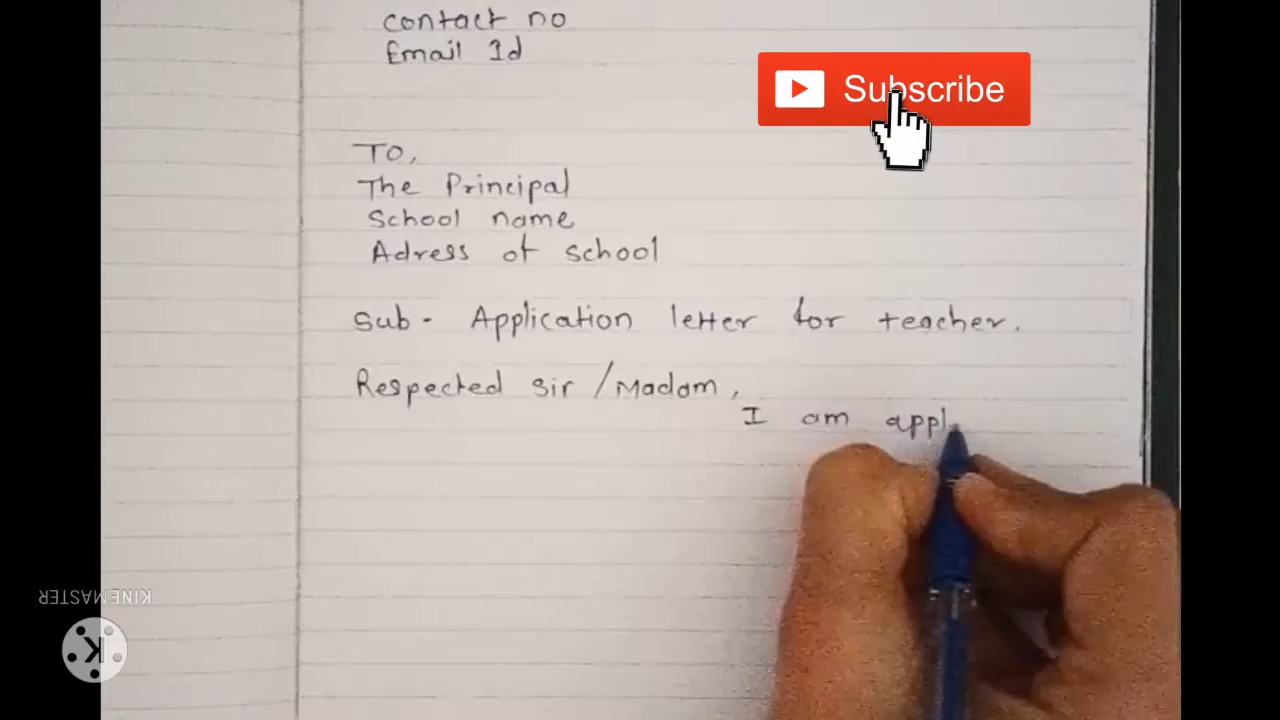 contact no
Email Id
Subscribe
To,
The Principal
School name
Adress of school
Sub - Application letter for teacher.
Respected Sir / Madam,
I am appl
KINEMASTER